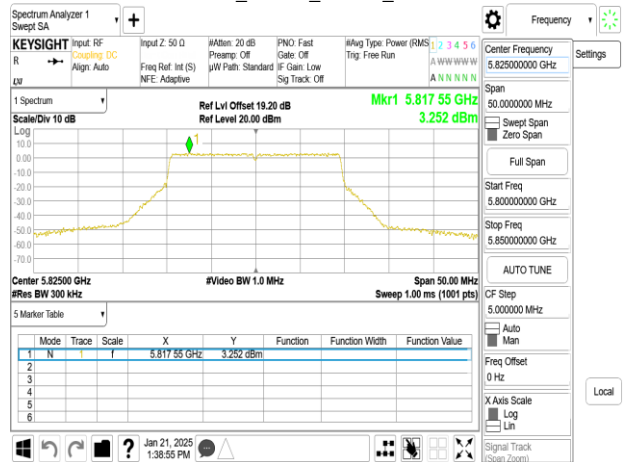 Spectrum Analyzer 1
Swept SA
+
KEYSIGHT
R
LXI
Input: RF
Coupling: DC
Align: Auto
Input Z: 50 Ω
Freq Ref: Int (S)
NFE: Adaptive
#Atten: 20 dB
Preamp: Off
µW Path: Standard
PNO: Fast
Gate: Off
IF Gain: Low
Sig Track: Off
#Avg Type: Power (RMS
Trig: Free Run
1 2 3 4 5 6
A W W W W W
A N N N N N
1 Spectrum
Scale/Div 10 dB
Ref Lvl Offset 19.20 dB
Ref Level 20.00 dBm
Mkr1 5.817 55 GHz
3.252 dBm
Log
10.0
0.00
-10.0
-20.0
-30.0
-40.0
-50.0
-60.0
-70.0
1
Center 5.82500 GHz
#Res BW 300 kHz
#Video BW 1.0 MHz
Span 50.00 MHz
Sweep 1.00 ms (1001 pts)
5 Marker Table
Mode Trace Scale X Y Function Function Width Function Value
1 N 1 f 5.817 55 GHz 3.252 dBm
2
3
4
5
6
?
Jan 21, 2025
1:38:55 PM
Frequency
Center Frequency
5.825000000 GHz
Settings
Span
50.0000000 MHz
Swept Span
Zero Span
Full Span
Start Freq
5.800000000 GHz
Stop Freq
5.850000000 GHz
AUTO TUNE
CF Step
5.000000 MHz
Auto
Man
Freq Offset
0 Hz
X Axis Scale
Log
Lin
Local
Signal Track
(Span Zoom)